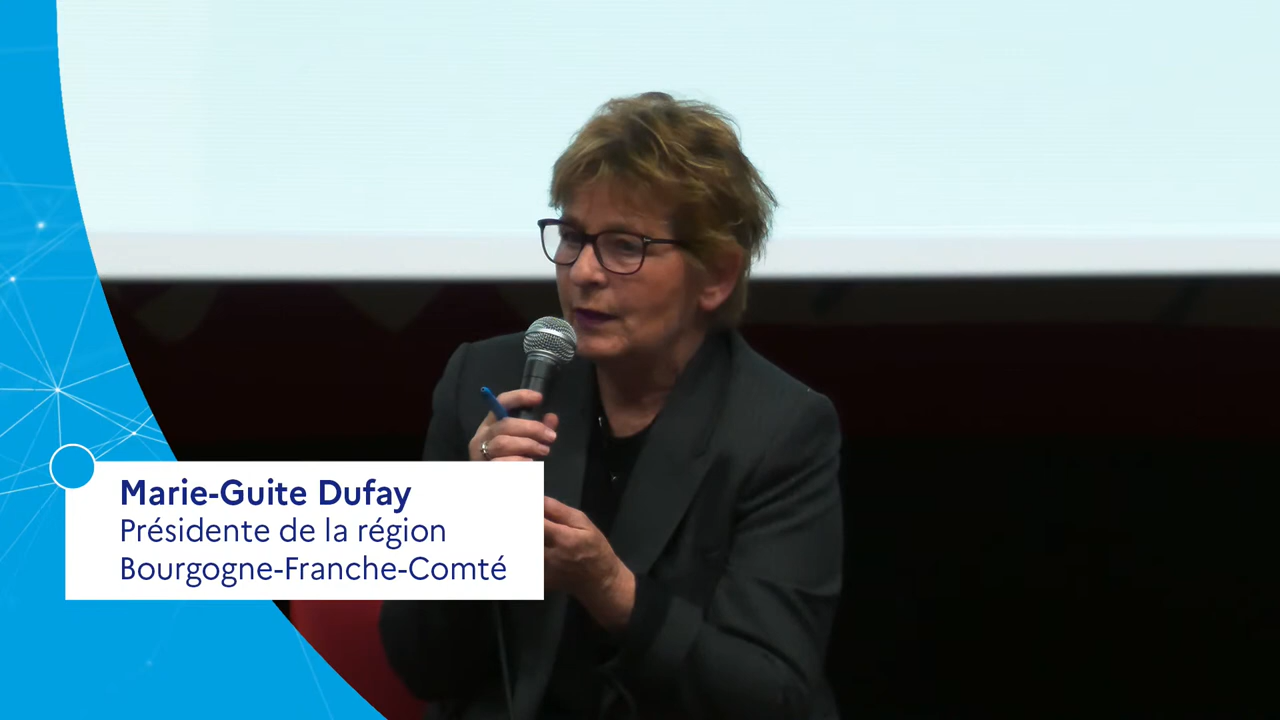 Marie-Guite Dufay
Présidente de la région
Bourgogne-Franche-Comté